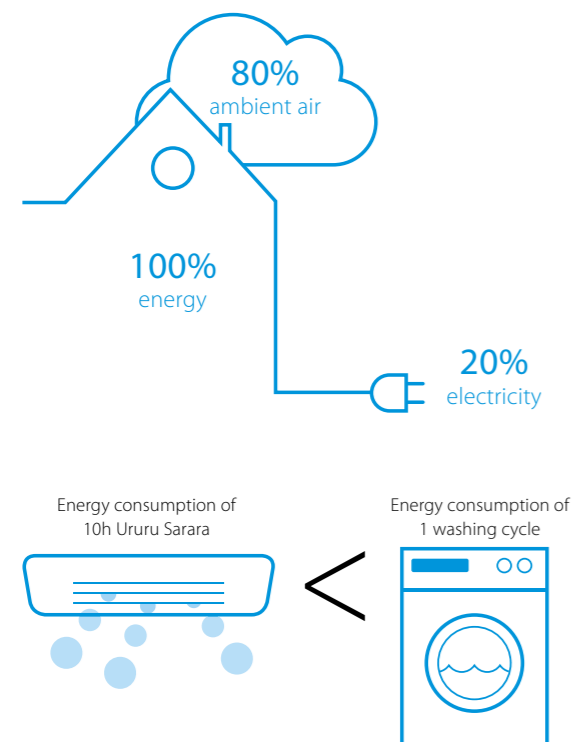 80%
ambient air
100%
energy
20%
electricity
Energy consumption of
10h Ururu Sarara
<
Energy consumption of
1 washing cycle